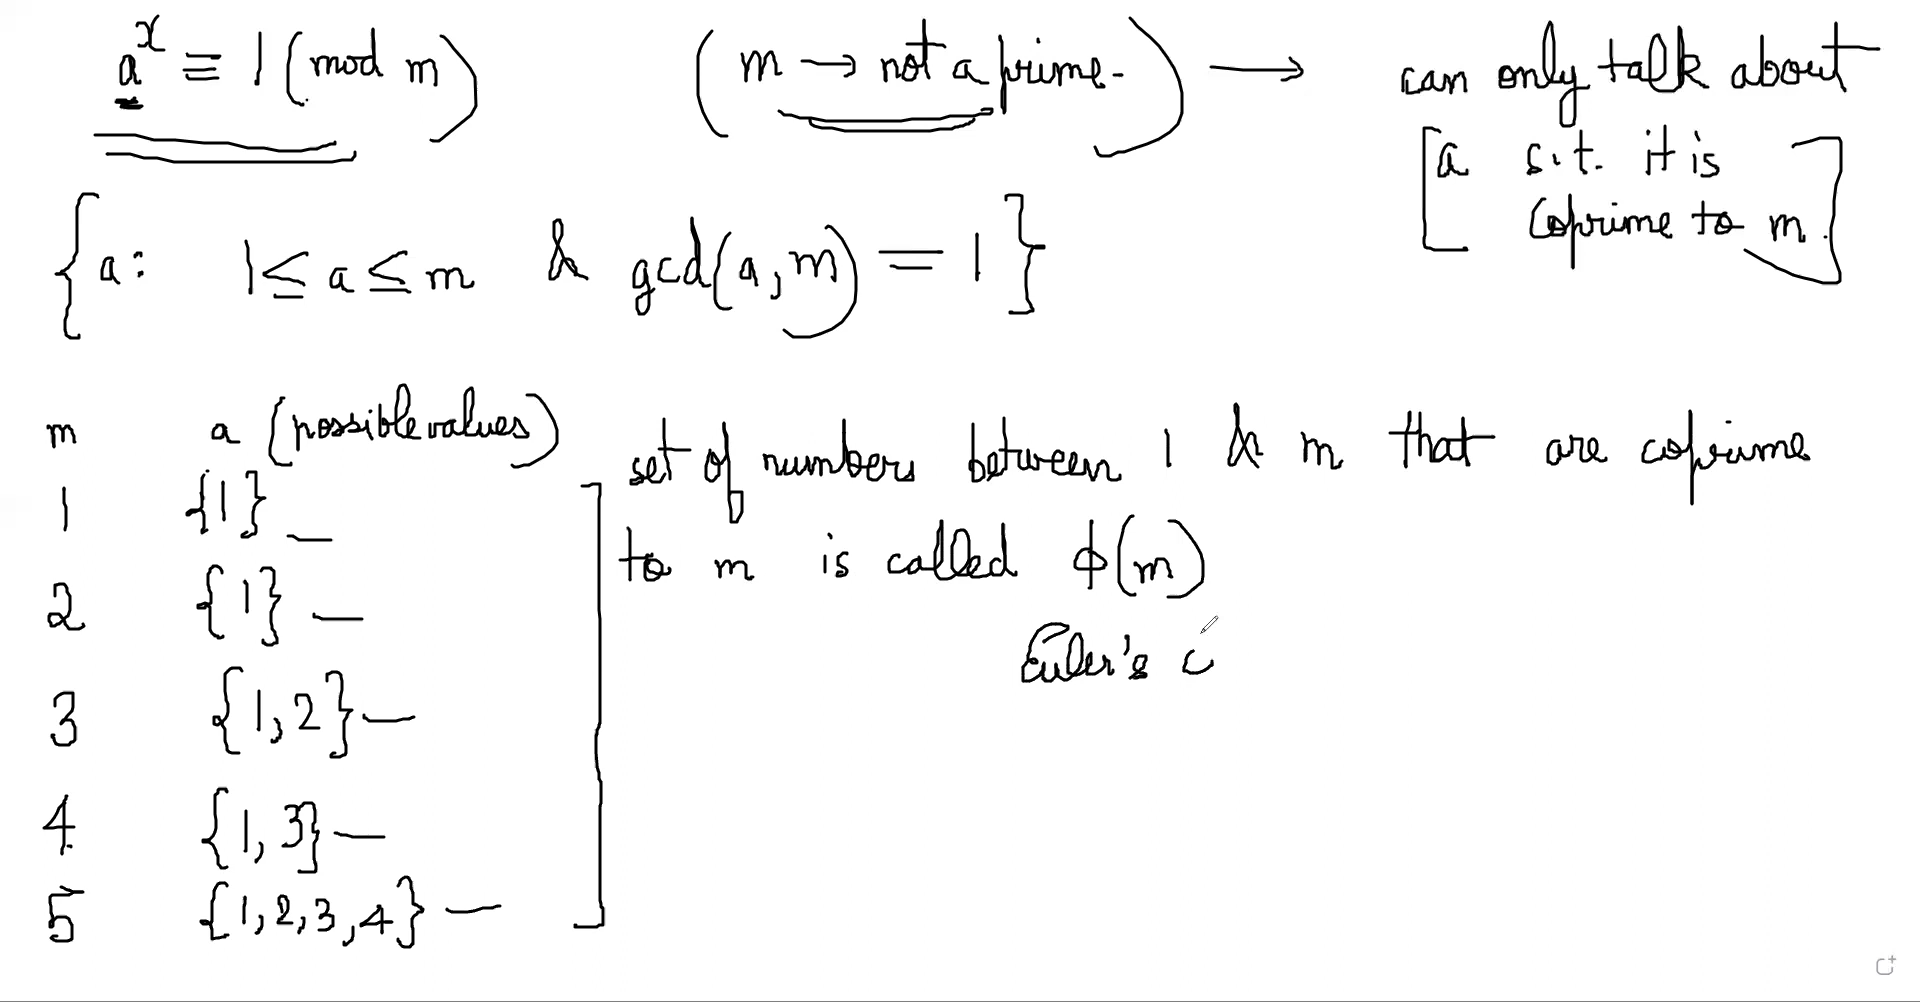 a^x ≡ 1 (mod m) (m → not a prime.) → can only talk about
[a s.t. it is
coprime to m.]
{a: 1 ≤ a ≤ m & gcd(a, m) = 1}
m a (possible values)
1 {1} _
2 {1} —
3 {1, 2} —
4 {1, 3} —
5 {1, 2, 3, 4} —
set of numbers between 1 & m that are coprime
to m is called ϕ(m)
Euler's c